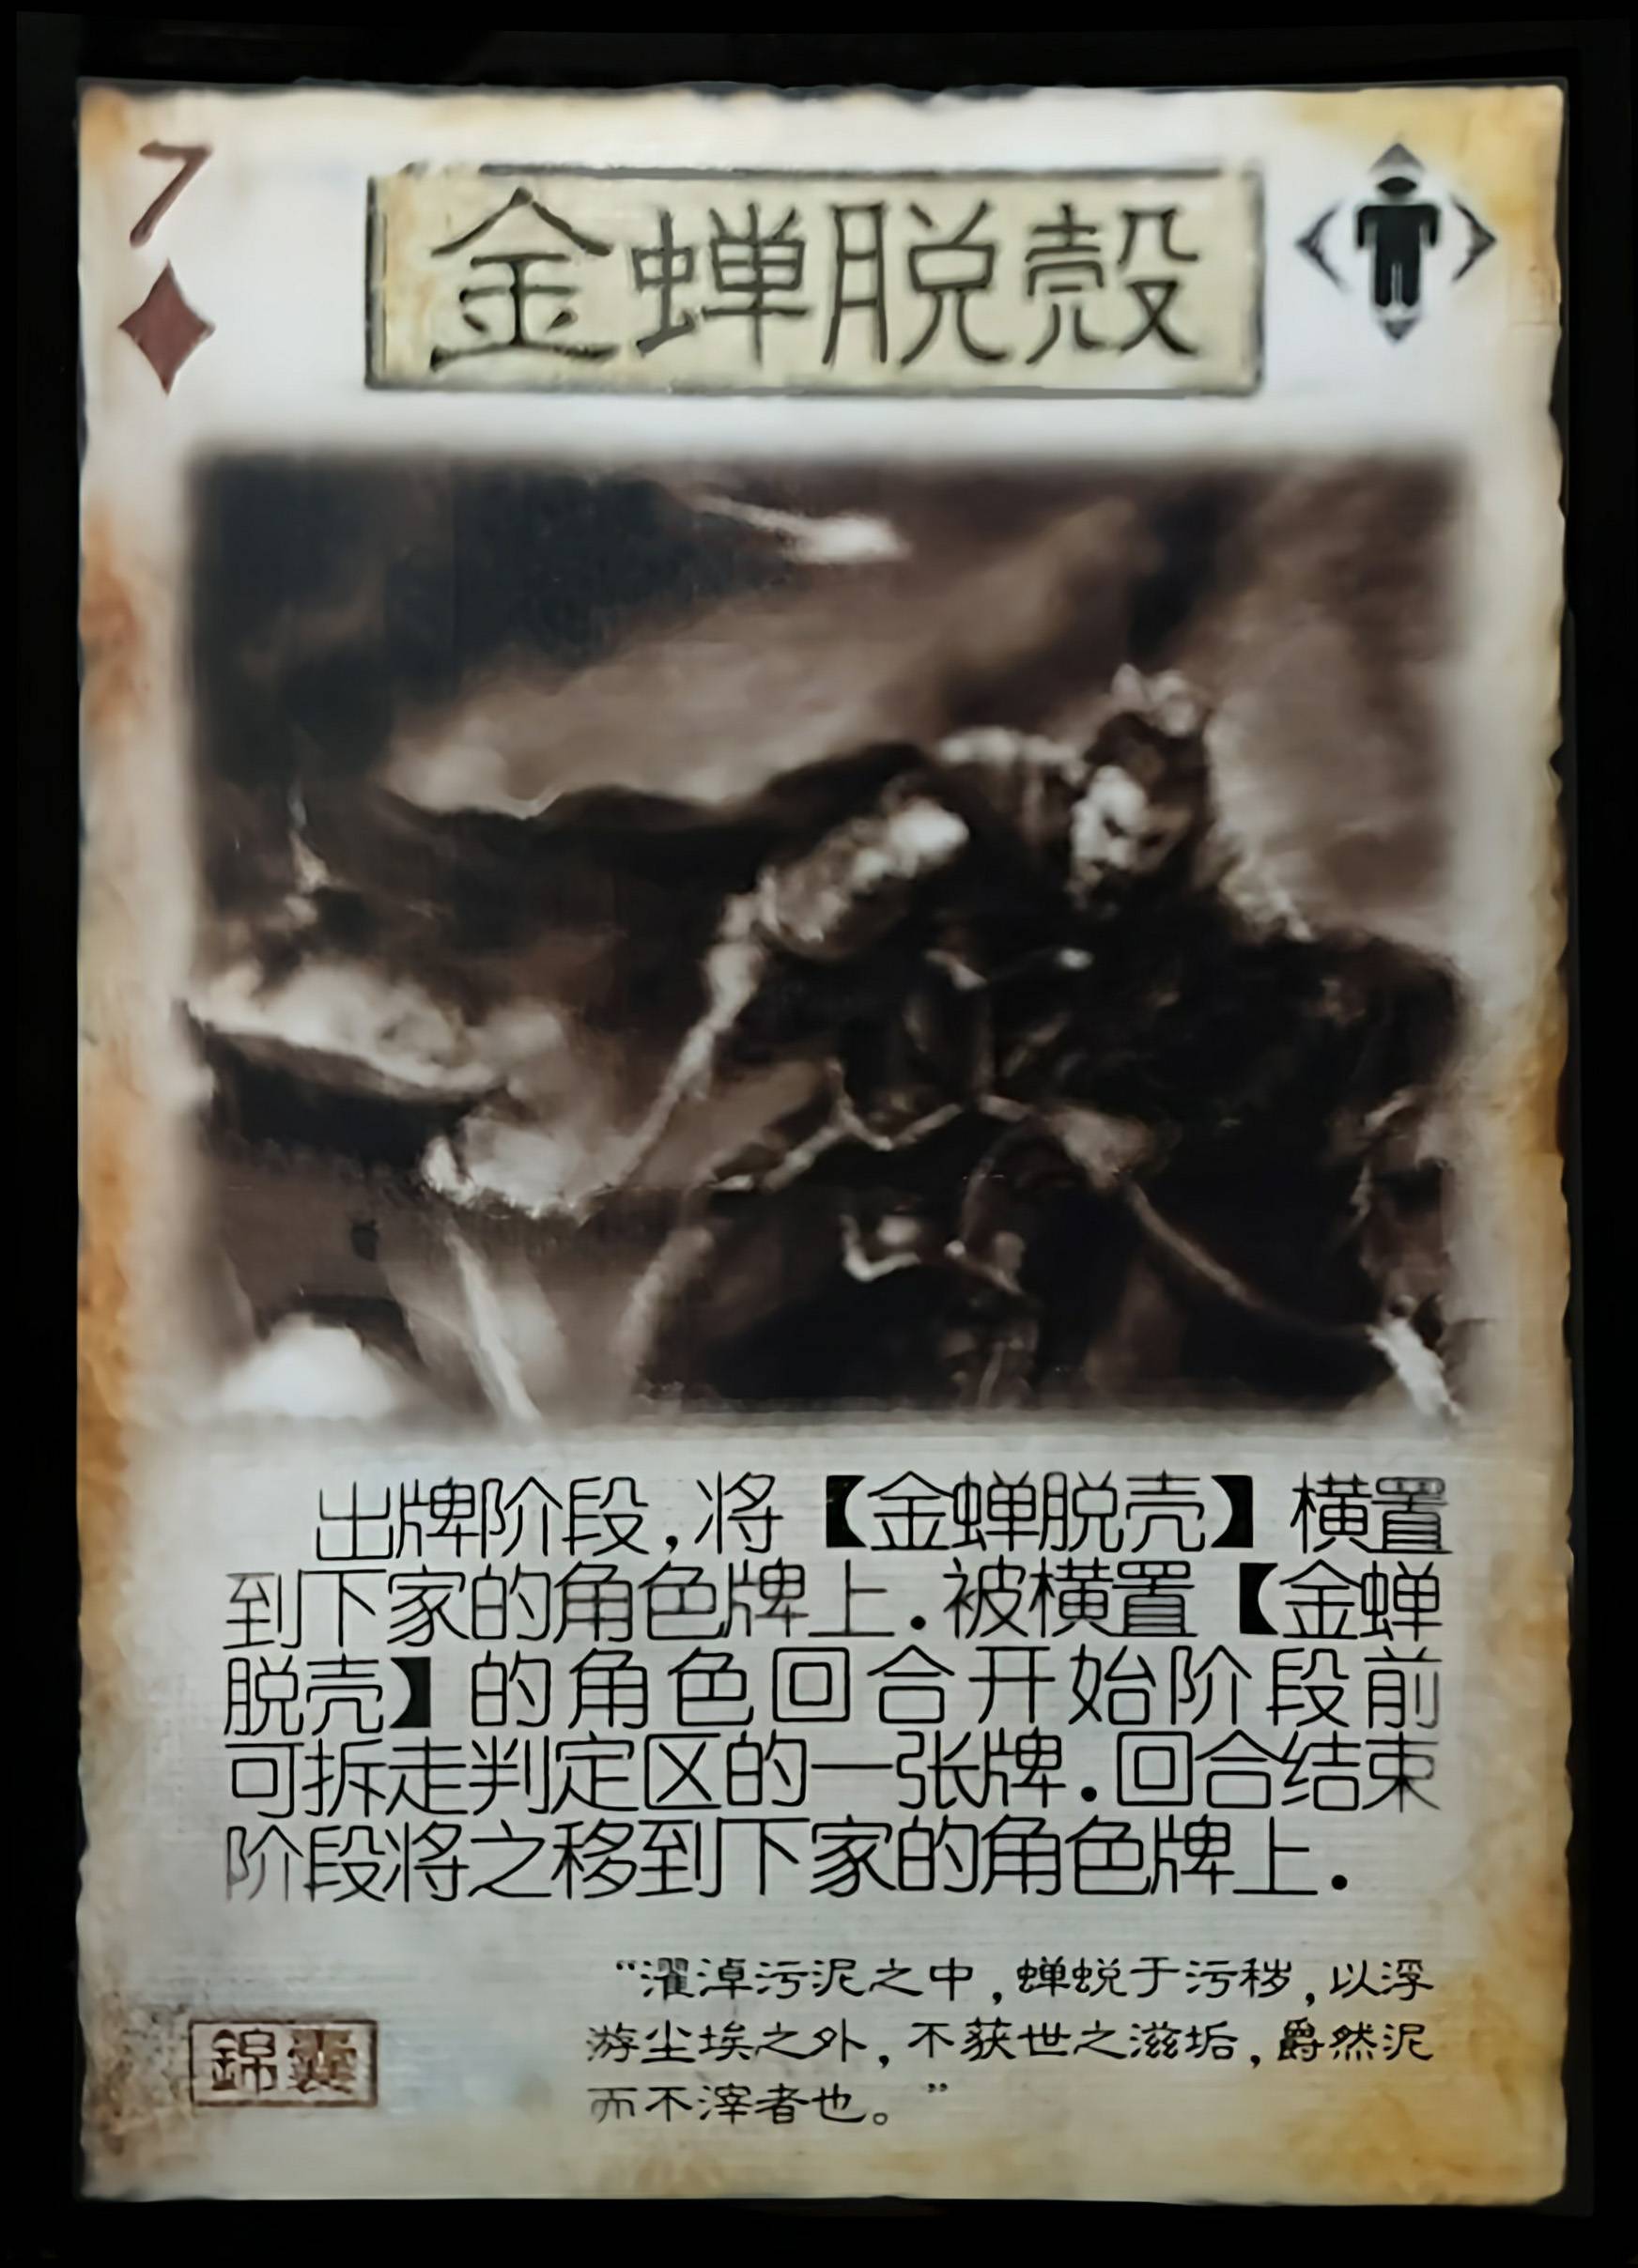 7
金蝉脱殼
出牌阶段,将【金蝉脱壳】横置
到下家的角色牌上.被横置【金蝉
脱壳】的角色回合开始阶段前
可拆走判定区的一张牌.回合结束
阶段将之移到下家的角色牌上.
“濯淖污泥之中,蝉蜕于污秽,以浮
游尘埃之外,不获世之滋垢,爵然泥
而不滓者也。”
錦囊